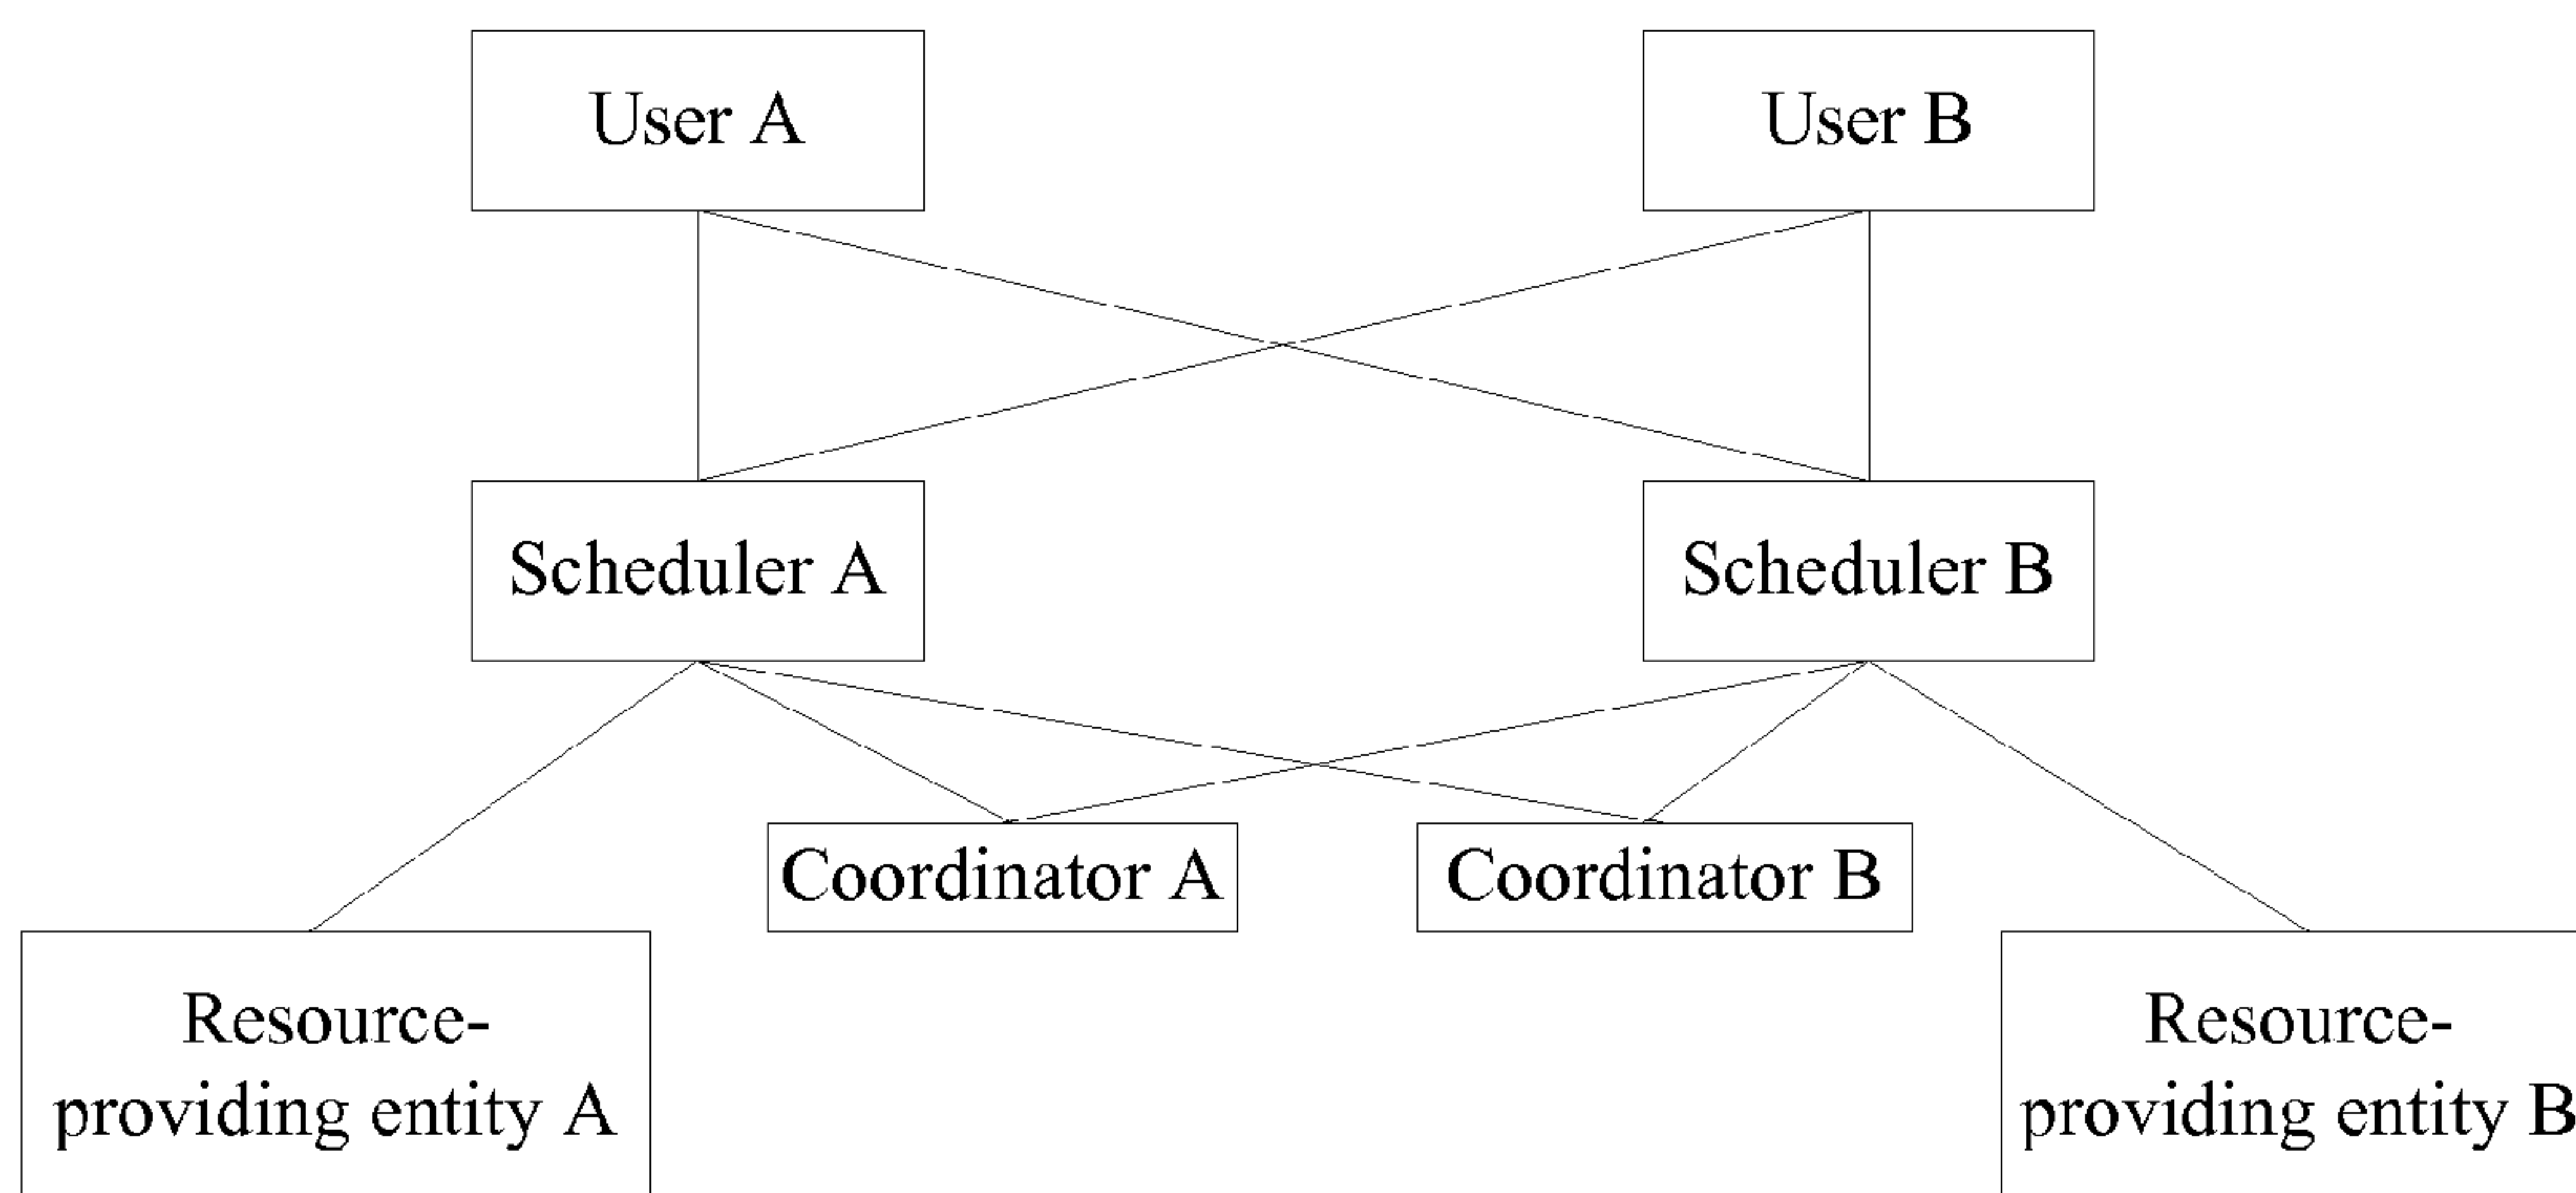 User A
User B
Scheduler A
Scheduler B
Coordinator A
Coordinator B
Resource-
providing entity A
Resource-
providing entity B